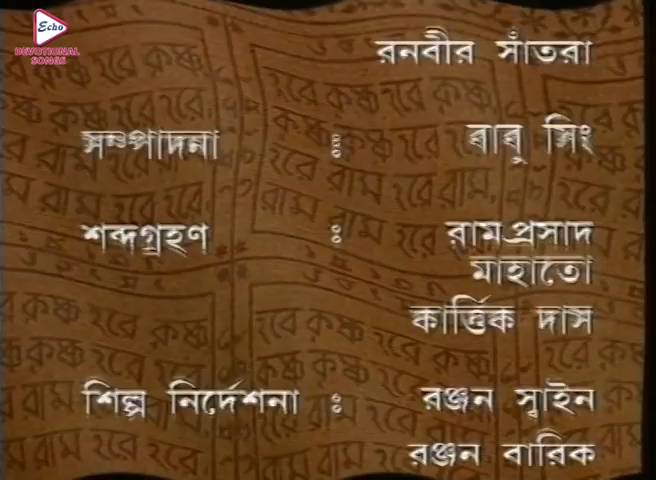 Echo
DEVOTIONAL
SONGS
রনবীর সাঁতরা
সম্পাদনা : বাবু সিং
শব্দগ্রহণ : রামপ্রসাদ
মাহাতো
কার্ত্তিক দাস
শিল্প নির্দেশনা : রঞ্জন স্বাইন
রঞ্জন বারিক